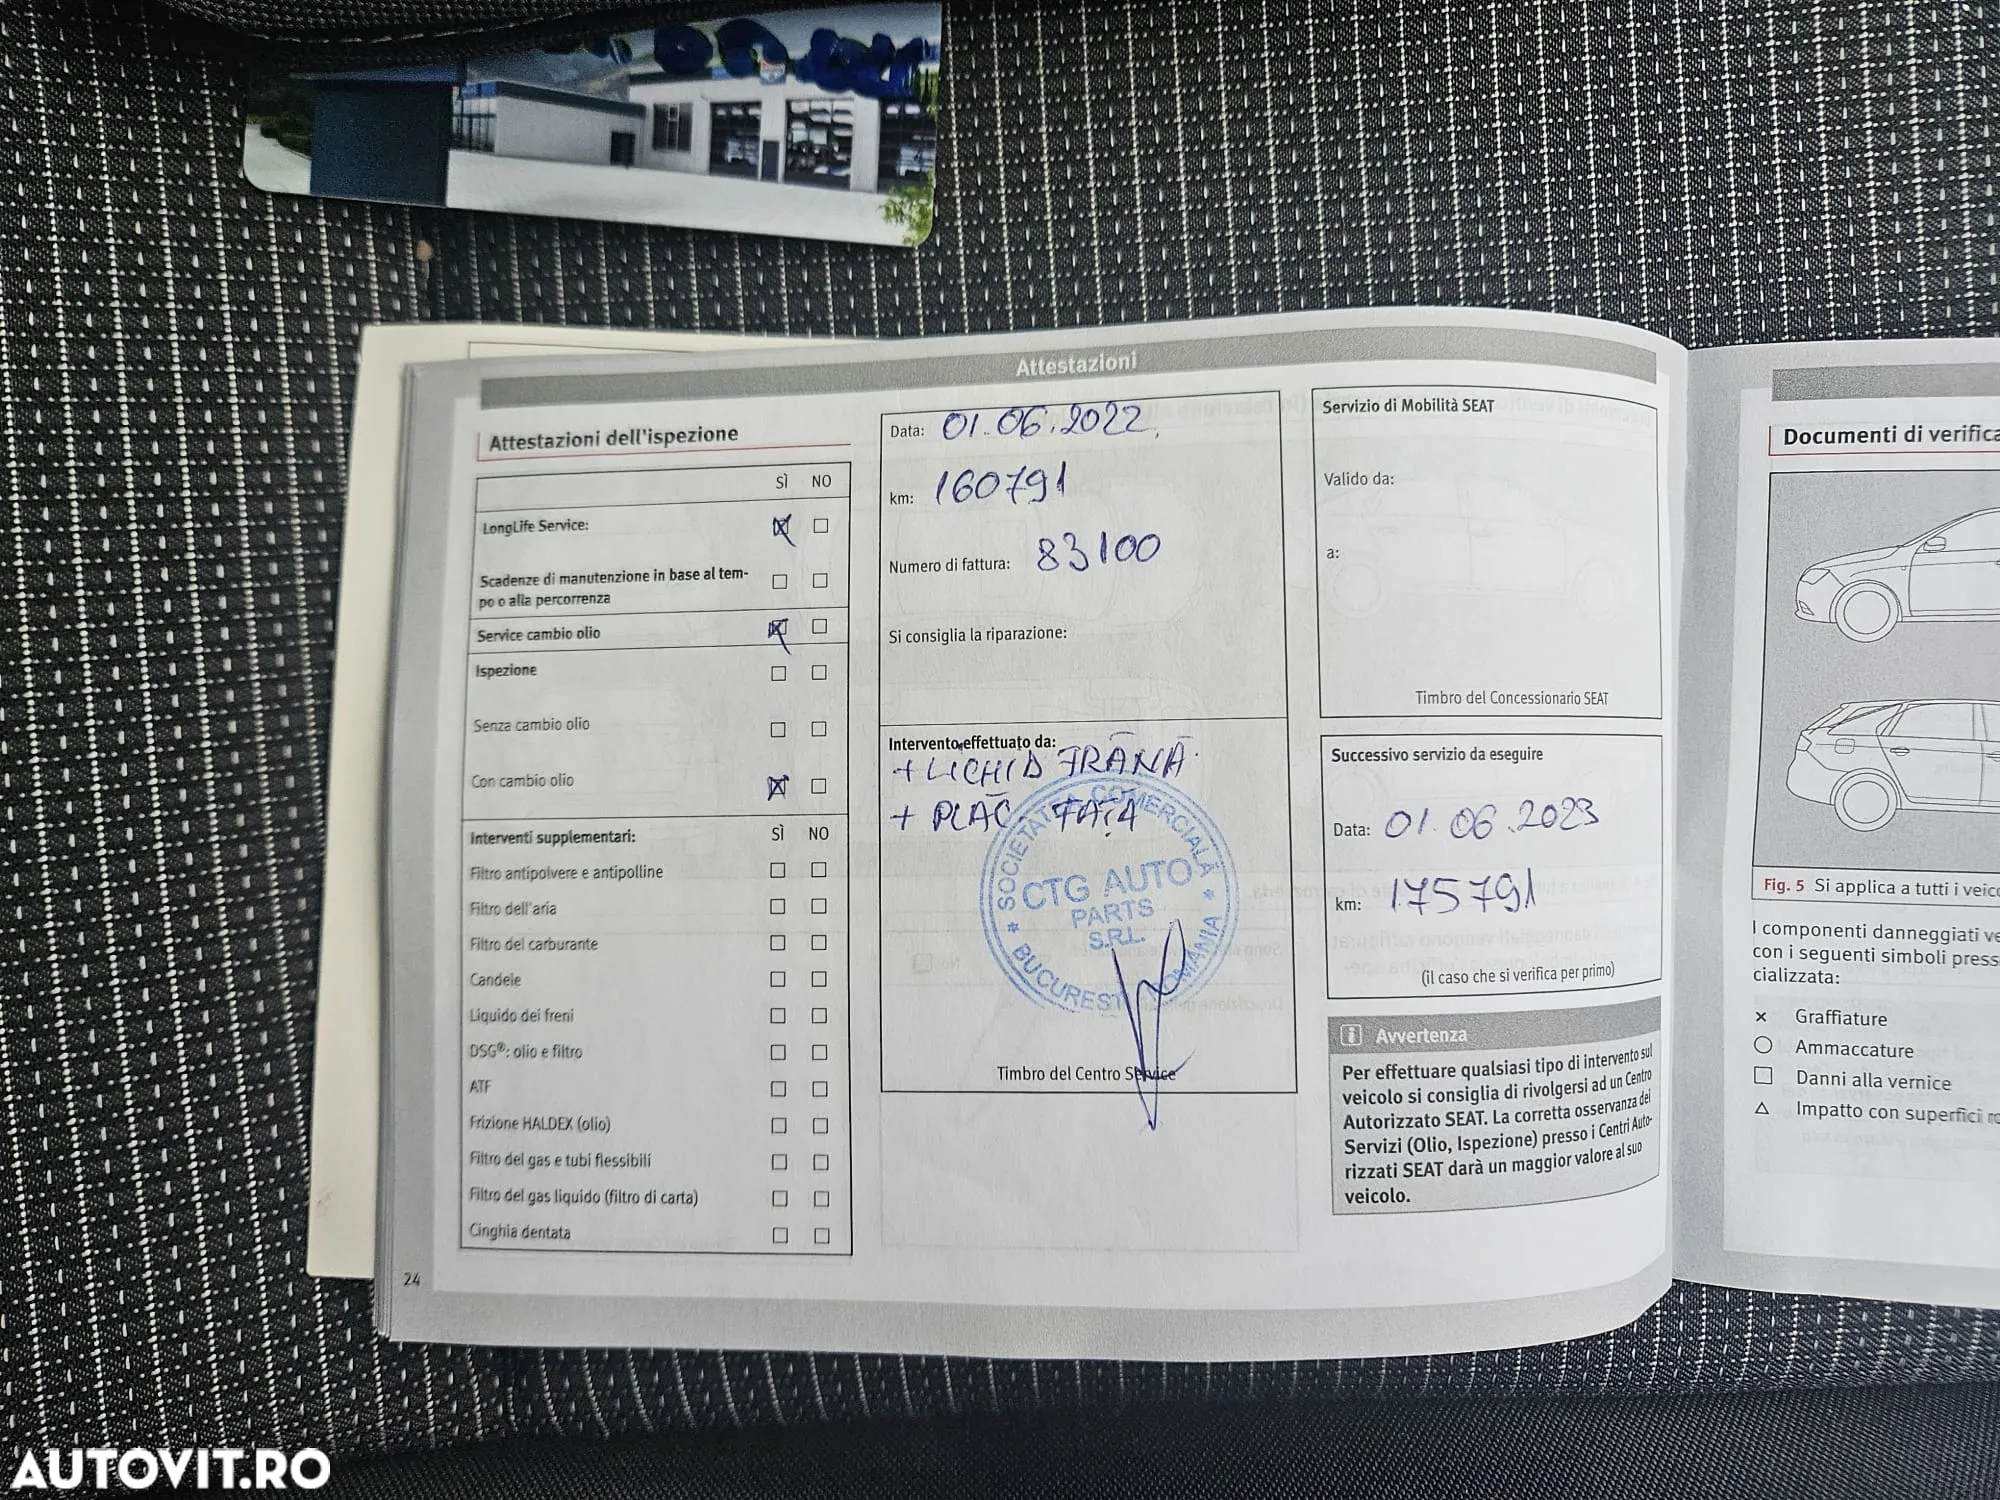 Attestazioni
Attestazioni dell'ispezione
SÌ NO
LongLife Service:
Scadenze di manutenzione in base al tem-
po o alla percorrenza
Service cambio olio
Ispezione
Senza cambio olio
Con cambio olio
Interventi supplementari: SÌ NO
Filtro antipolvere e antipolline
Filtro dell'aria
Filtro del carburante
Candele
Liquido dei freni
DSG®: olio e filtro
ATF
Frizione HALDEX (olio)
Filtro del gas e tubi flessibili
Filtro del gas liquido (filtro di carta)
Cinghia dentata
24
Data: 01.06.2022
km: 160791
Numero di fattura: 83100
Si consiglia la riparazione:
Intervento effettuato da:
+ LICHID FRÂNĂ
+ PLĂC. FAȚĂ
SOCIETATEA COMERCIALĂ
CTG AUTO
PARTS
S.R.L.
BUCURESTI ROMANIA
Timbro del Centro Service
Servizio di Mobilità SEAT
Valido da:
a:
Timbro del Concessionario SEAT
Successivo servizio da eseguire
Data: 01.06.2023
km: 175791
(il caso che si verifica per primo)
i Avvertenza
Per effettuare qualsiasi tipo di intervento sul
veicolo si consiglia di rivolgersi ad un Centro
Autorizzato SEAT. La corretta osservanza dei
Servizi (Olio, Ispezione) presso i Centri Auto-
rizzati SEAT darà un maggior valore al suo
veicolo.
Documenti di verifica
Fig. 5 Si applica a tutti i veic
I componenti danneggiati ve
con i seguenti simboli press
cializzata:
× Graffiature
Ammaccature
Danni alla vernice
Impatto con superfici ro
AUTOVIT.RO